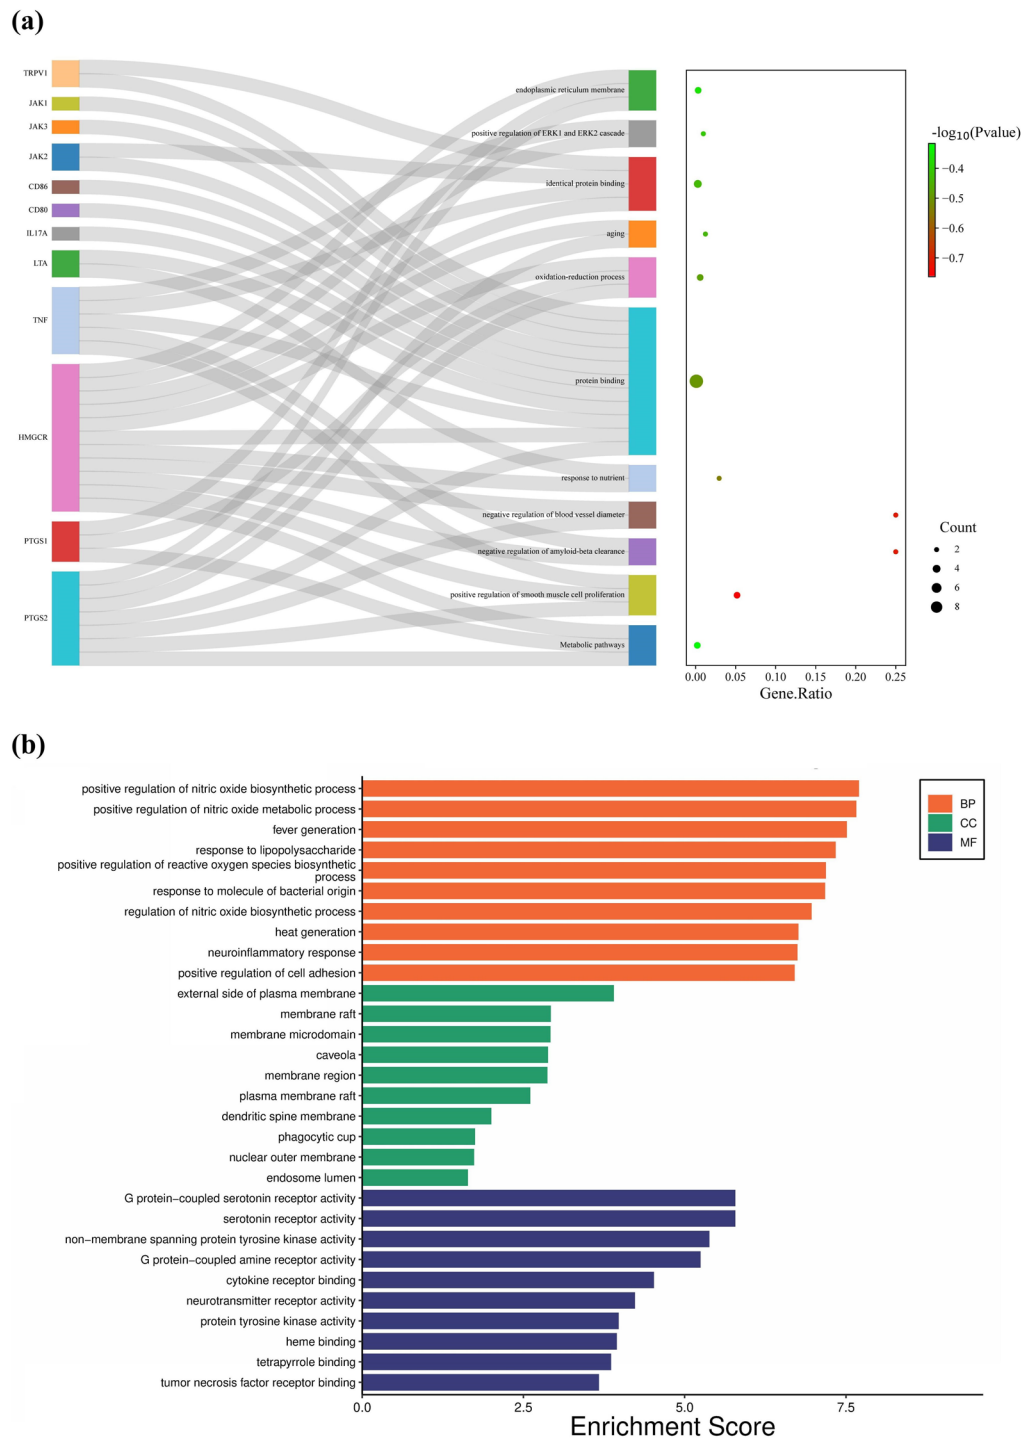 (a)
TRPV1
JAK1
JAK3
JAK2
CD86
CD80
IL17A
LTA
TNF
HMGCR
PTGS1
PTGS2
endoplasmic reticulum membrane
positive regulation of ERK1 and ERK2 cascade
identical protein binding
aging
oxidation-reduction process
protein binding
response to nutrient
negative regulation of blood vessel diameter
negative regulation of amyloid-beta clearance
positive regulation of smooth muscle cell proliferation
Metabolic pathways
0.00 0.05 0.10 0.15 0.20 0.25
Gene.Ratio
-log10(Pvalue)
−0.4
−0.5
−0.6
−0.7
Count
2
4
6
8
(b)
positive regulation of nitric oxide biosynthetic process
positive regulation of nitric oxide metabolic process
fever generation
response to lipopolysaccharide
positive regulation of reactive oxygen species biosynthetic
process
response to molecule of bacterial origin
regulation of nitric oxide biosynthetic process
heat generation
neuroinflammatory response
positive regulation of cell adhesion
external side of plasma membrane
membrane raft
membrane microdomain
caveola
membrane region
plasma membrane raft
dendritic spine membrane
phagocytic cup
nuclear outer membrane
endosome lumen
G protein−coupled serotonin receptor activity
serotonin receptor activity
non−membrane spanning protein tyrosine kinase activity
G protein−coupled amine receptor activity
cytokine receptor binding
neurotransmitter receptor activity
protein tyrosine kinase activity
heme binding
tetrapyrrole binding
tumor necrosis factor receptor binding
0.0 2.5 5.0 7.5
Enrichment Score
BP
CC
MF